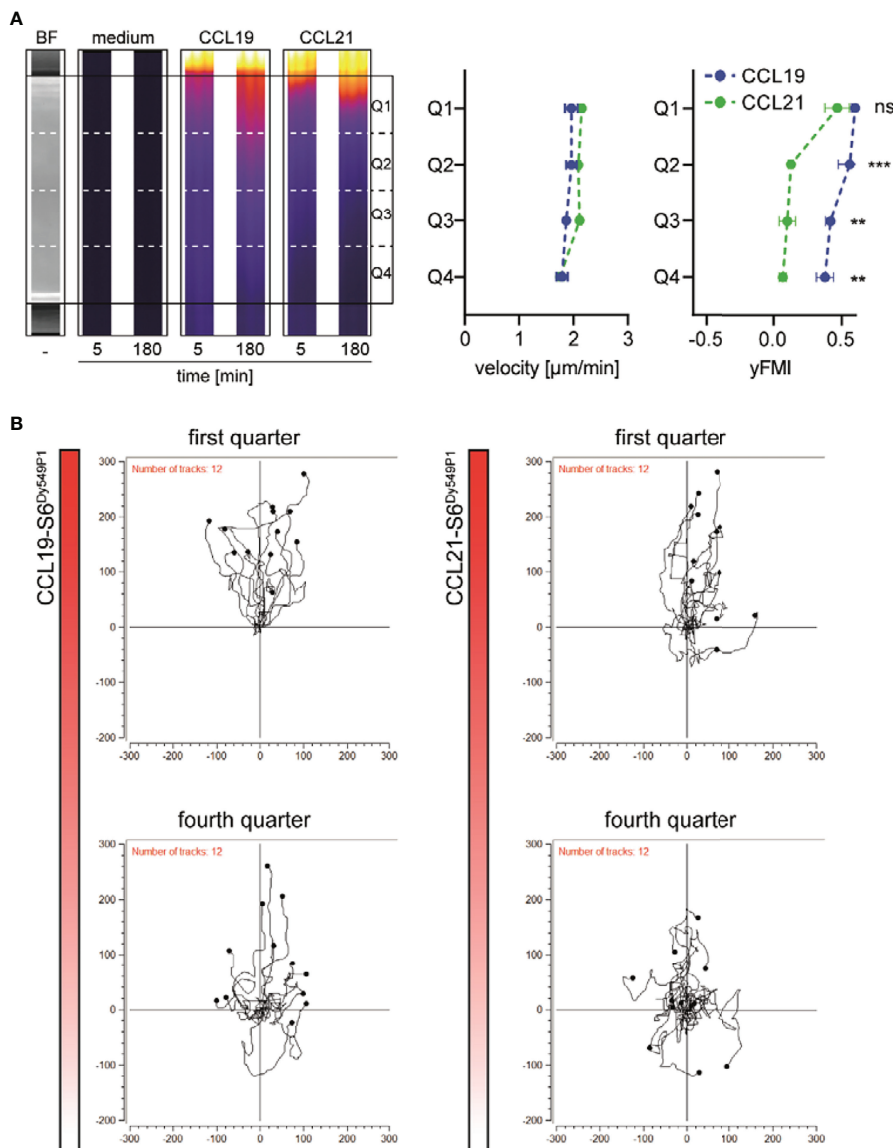 A
BF medium CCL19 CCL21
Q1
Q2
Q3
Q4
- 5 180 5 180 5 180
time [min]
Q1
Q2
Q3
Q4
0 1 2 3
velocity [µm/min]
CCL19
CCL21
Q1 ns
Q2 ***
Q3 **
Q4 **
-0.5 0.0 0.5
yFMI
B
CCL19-S6Dy549P1
first quarter
Number of tracks: 12
300
200
100
0
-100
-200
-300 -200 -100 0 100 200 300
fourth quarter
Number of tracks: 12
300
200
100
0
-100
-200
-300 -200 -100 0 100 200 300
CCL21-S6Dy549P1
first quarter
Number of tracks: 12
300
200
100
0
-100
-200
-300 -200 -100 0 100 200 300
fourth quarter
Number of tracks: 12
300
200
100
0
-100
-200
-300 -200 -100 0 100 200 300